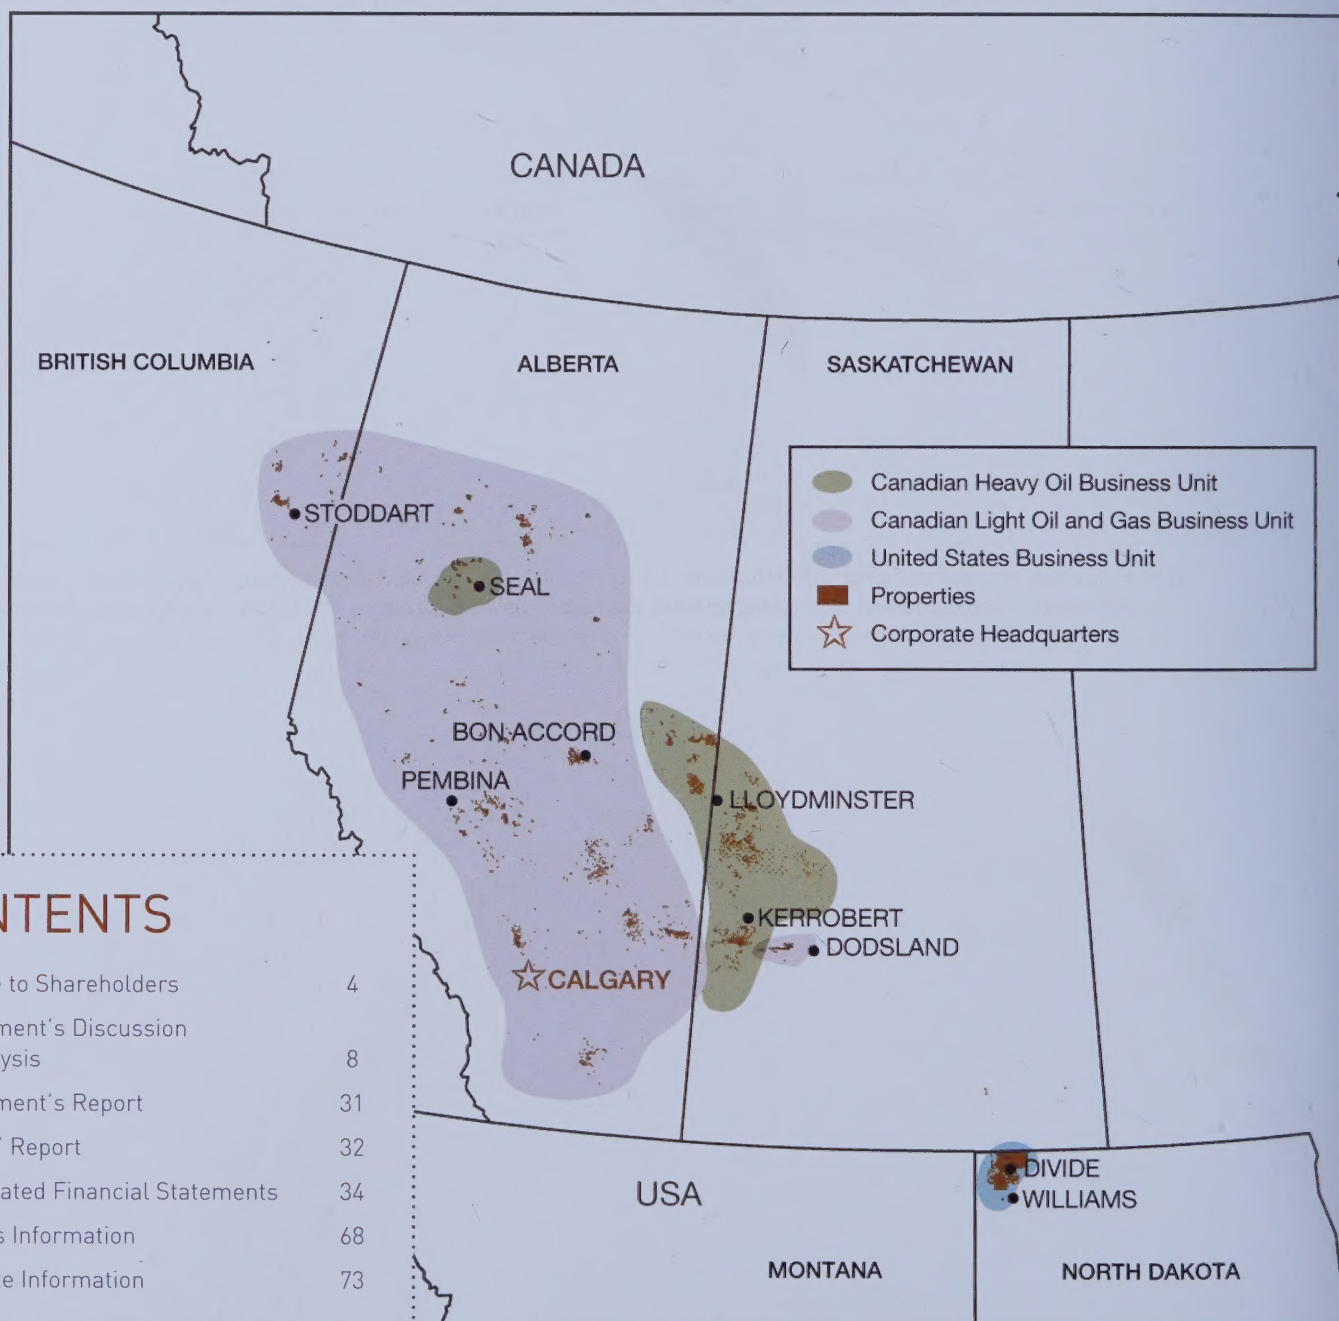 CANADA
BRITISH COLUMBIA
ALBERTA
SASKATCHEWAN
Canadian Heavy Oil Business Unit
Canadian Light Oil and Gas Business Unit
United States Business Unit
Properties
Corporate Headquarters
STODDART
SEAL
BON ACCORD
PEMBINA
LLOYDMINSTER
KERROBERT
DODSLAND
CALGARY
NTENTS
to Shareholders 4
ment's Discussion
ysis 8
ment's Report 31
' Report 32
ated Financial Statements 34
s Information 68
te Information 73
DIVIDE
WILLIAMS
USA
MONTANA
NORTH DAKOTA